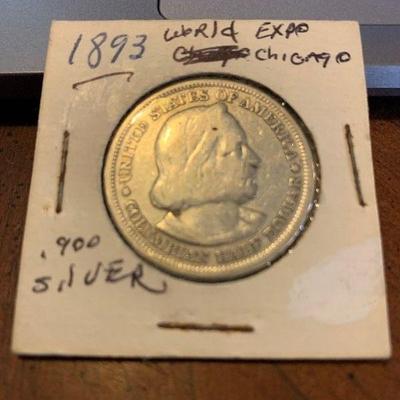 1893 World EXPO
Chicago
UNITED STATES OF AMERICA
COLUMBIAN HALF DOLLAR
.900
SILVER